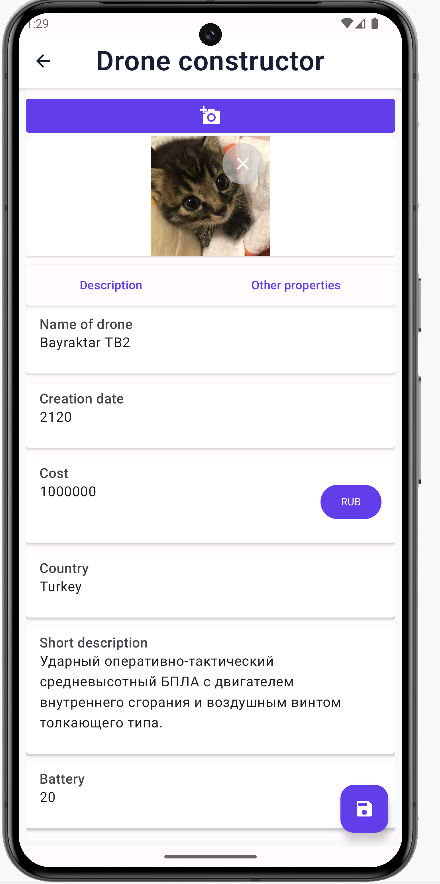 1:29
Drone constructor
Description
Other properties
Name of drone
Bayraktar TB2
Creation date
2120
Cost
1000000
RUB
Country
Turkey
Short description
Ударный оперативно-тактический
средневысотный БПЛА с двигателем
внутреннего сгорания и воздушным винтом
толкающего типа.
Battery
20